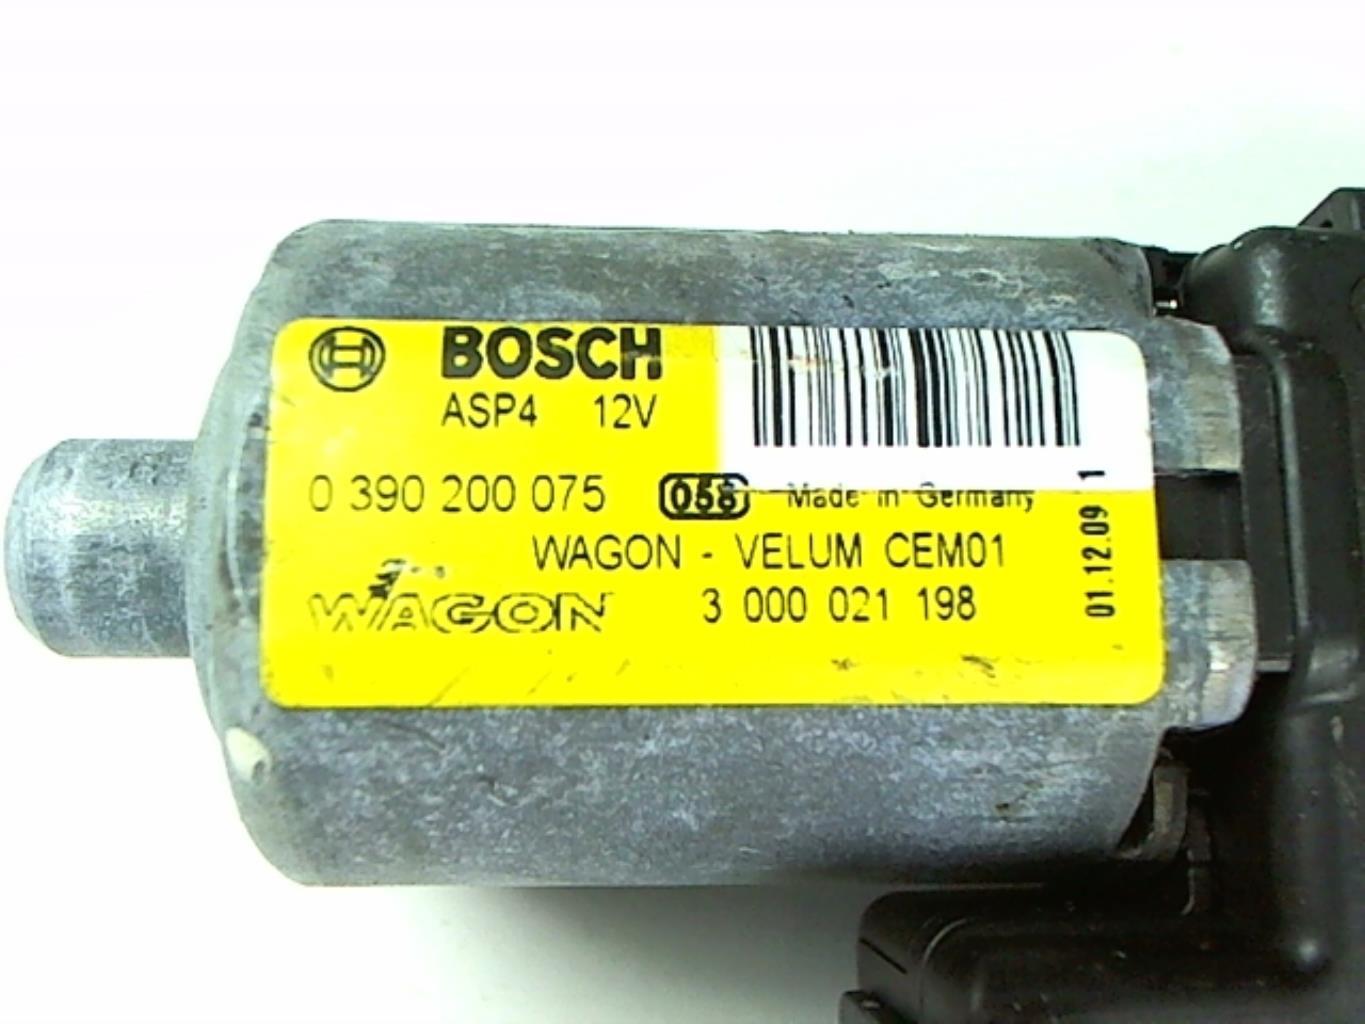 BOSCH
ASP4 12V
0 390 200 075 058 Made in Germany
WAGON - VELUM CEM01
WAGON 3 000 021 198
01.12.09 1